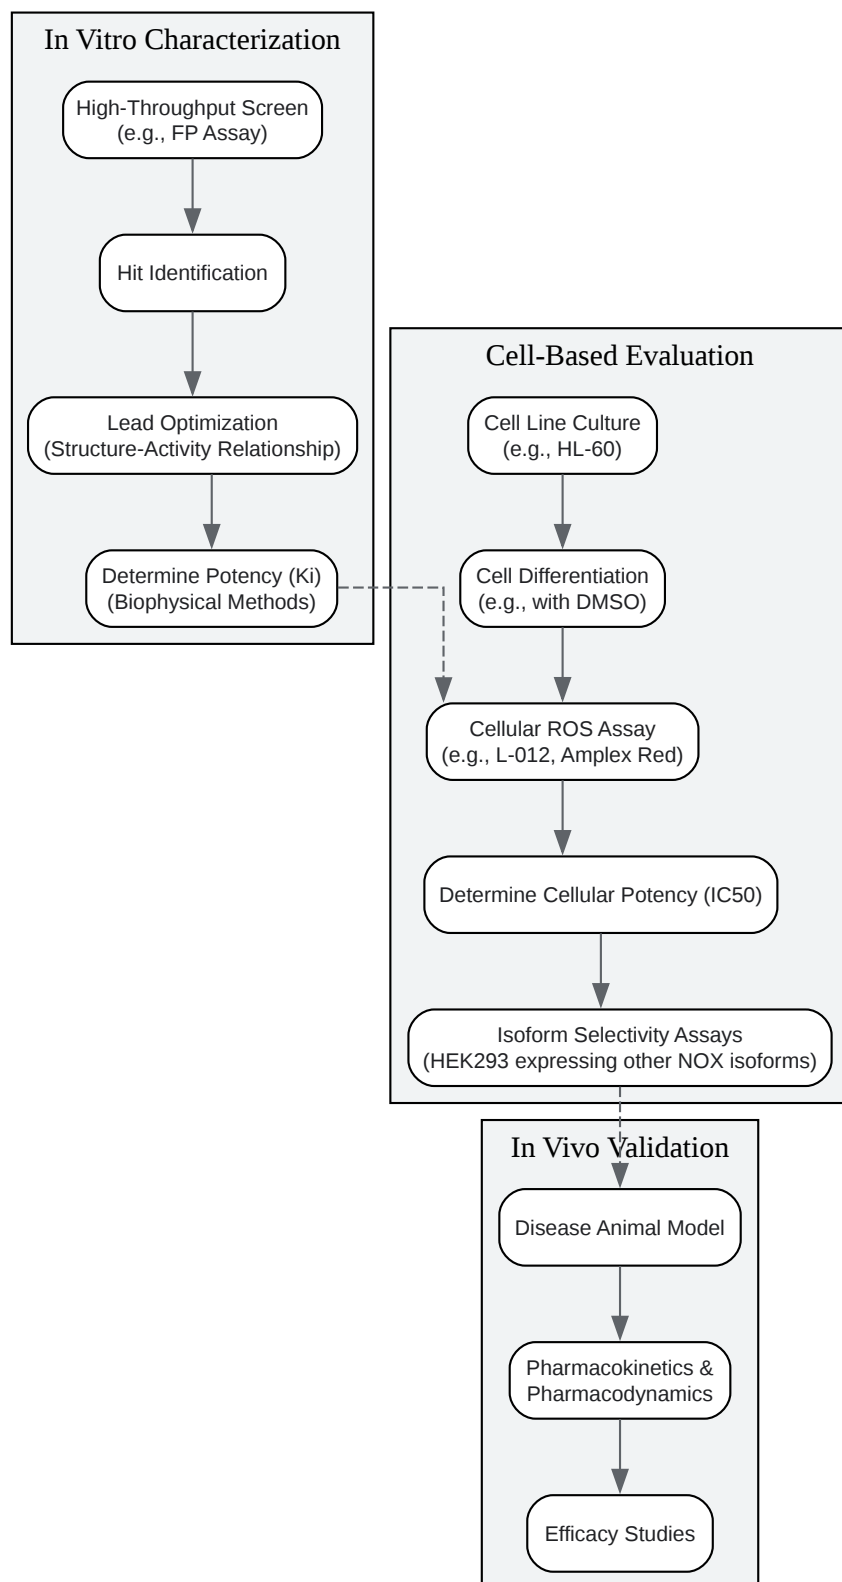 In Vitro Characterization
High-Throughput Screen
(e.g., FP Assay)
Hit Identification
Lead Optimization
(Structure-Activity Relationship)
Determine Potency (Ki)
(Biophysical Methods)
Cell-Based Evaluation
Cell Line Culture
(e.g., HL-60)
Cell Differentiation
(e.g., with DMSO)
Cellular ROS Assay
(e.g., L-012, Amplex Red)
Determine Cellular Potency (IC50)
Isoform Selectivity Assays
(HEK293 expressing other NOX isoforms)
In Vivo Validation
Disease Animal Model
Pharmacokinetics &
Pharmacodynamics
Efficacy Studies